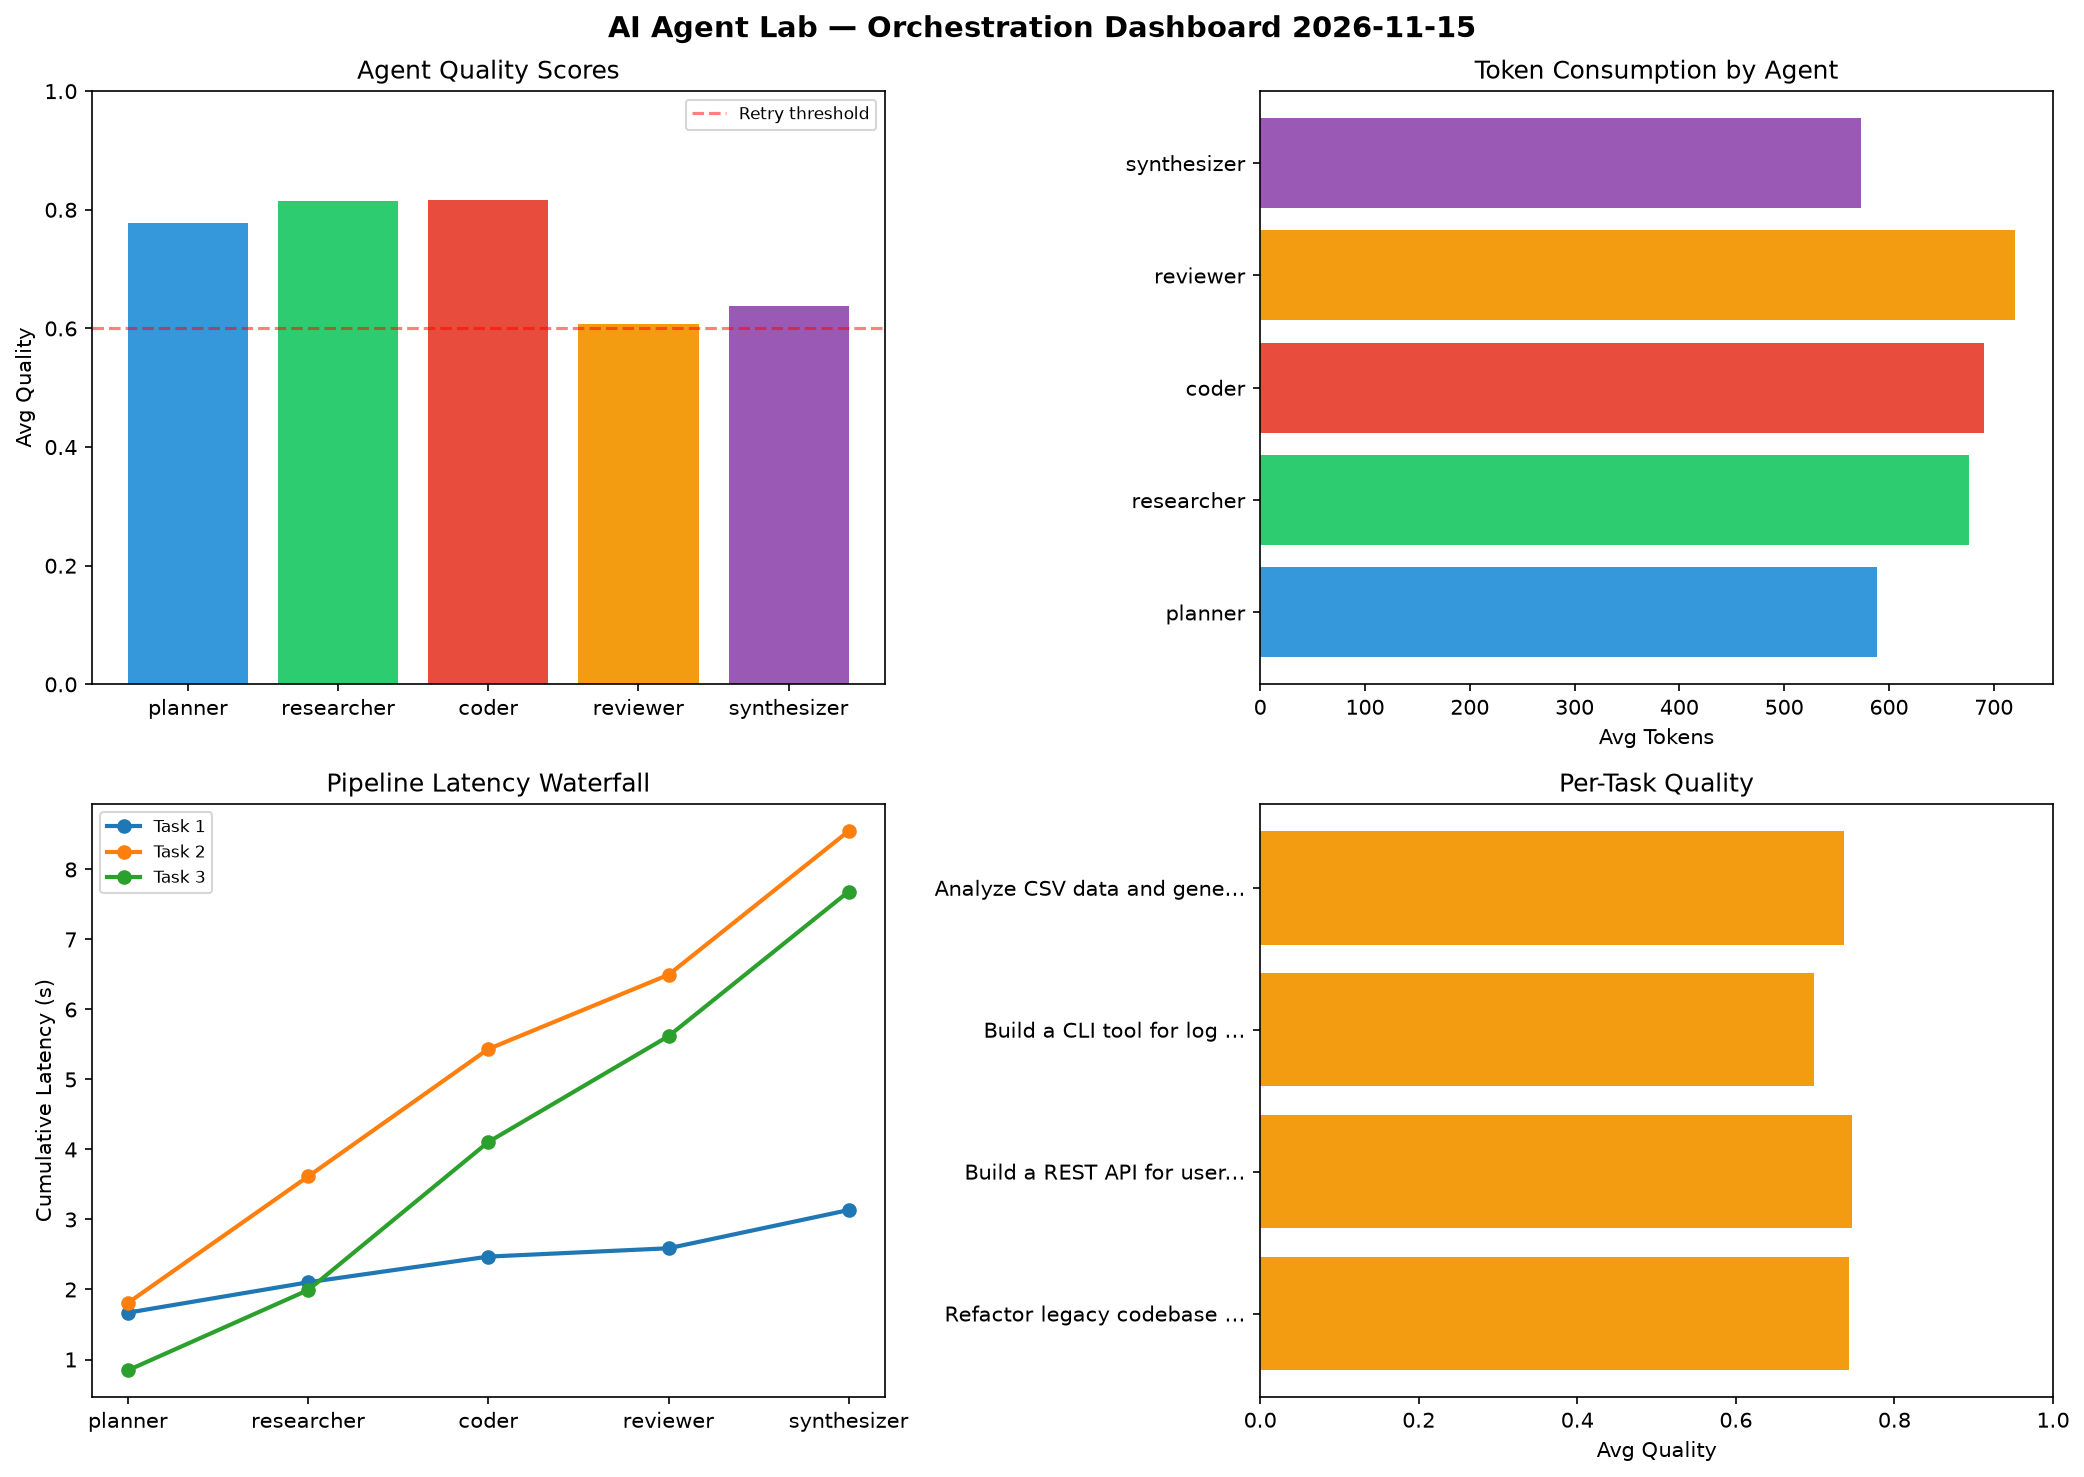 AI Agent Lab — Orchestration Dashboard 2026-11-15
Agent Quality Scores
1.0
0.8
0.6
0.4
0.2
0.0
Avg Quality
Retry threshold
planner researcher coder reviewer synthesizer
Token Consumption by Agent
synthesizer
reviewer
coder
researcher
planner
0 100 200 300 400 500 600 700
Avg Tokens
Pipeline Latency Waterfall
Task 1
Task 2
Task 3
8
7
6
5
4
3
2
1
Cumulative Latency (s)
planner researcher coder reviewer synthesizer
Per-Task Quality
Analyze CSV data and gene...
Build a CLI tool for log ...
Build a REST API for user...
Refactor legacy codebase ...
0.0 0.2 0.4 0.6 0.8 1.0
Avg Quality